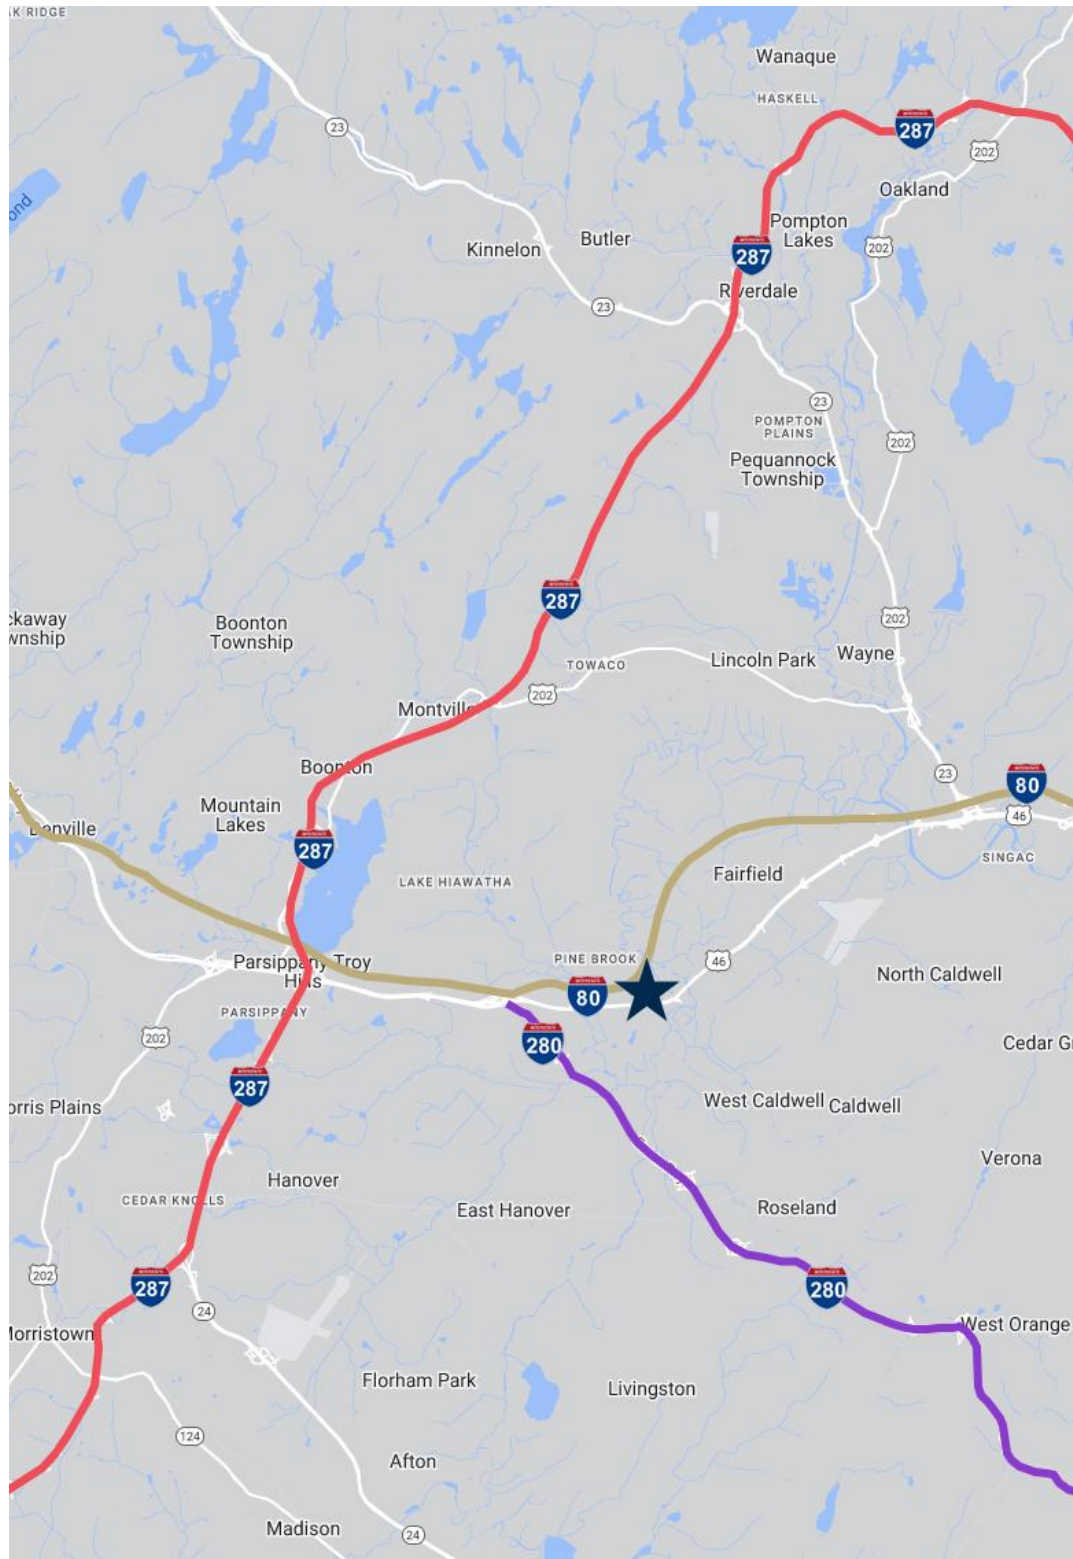 K RIDGE
Wanaque
HASKELL
287
23
202
Oakland
ond
Pompton
Lakes
Butler
Kinnelon
202
287
Riverdale
23
23
POMPTON
PLAINS
202
Pequannock
Township
287
ckaway
wnship
Boonton
Township
202
Wayne
Lincoln Park
TOWACO
202
Montville
Boonton
23
80
Mountain
Lakes
46
Denville
287
SINGAC
Fairfield
LAKE HIAWATHA
PINE BROOK
46
Parsippany-Troy
Hills
North Caldwell
80
PARSIPPANY
202
280
Cedar G
287
West Caldwell
Caldwell
orris Plains
Verona
Hanover
CEDAR KNOLLS
East Hanover
Roseland
202
287
280
24
West Orange
Morristown
Florham Park
Livingston
124
Afton
Madison
24